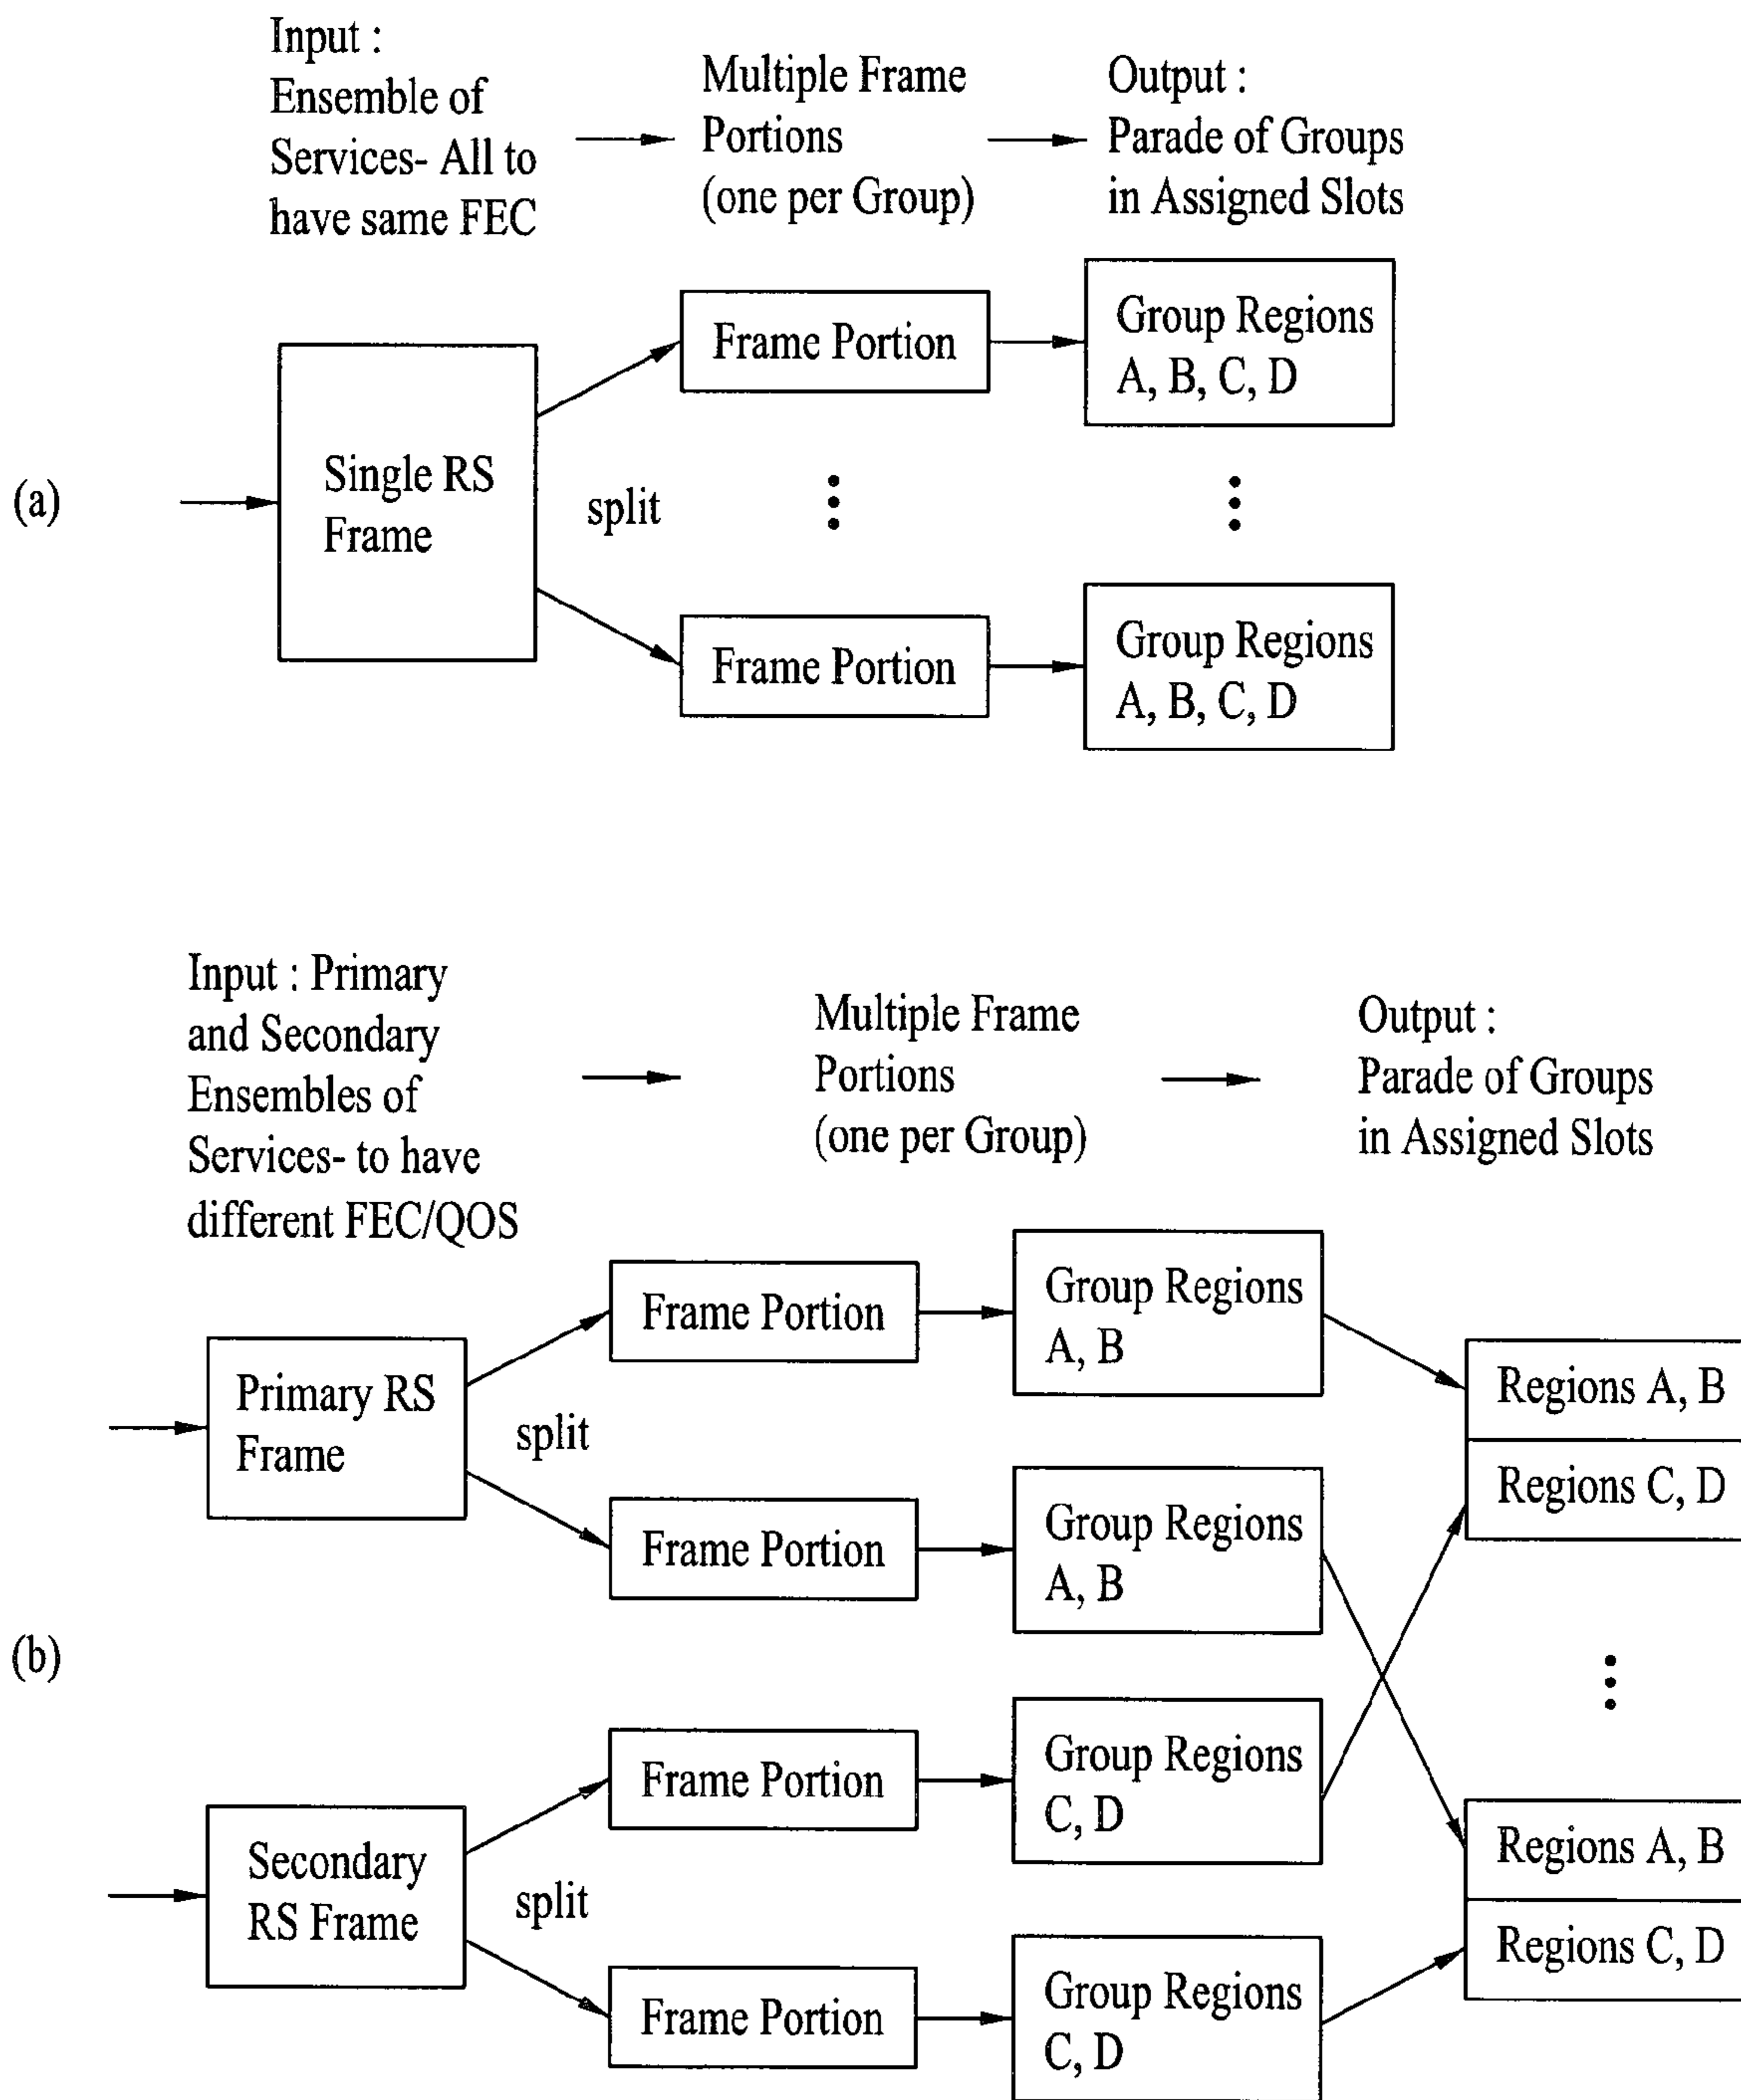 Input :
Ensemble of
Services- All to
have same FEC
Multiple Frame
Portions
(one per Group)
Output :
Parade of Groups
in Assigned Slots
(a)
Single RS
Frame
split
Frame Portion
Group Regions
A, B, C, D
Frame Portion
Group Regions
A, B, C, D
Input : Primary
and Secondary
Ensembles of
Services- to have
different FEC/QOS
Multiple Frame
Portions
(one per Group)
Output :
Parade of Groups
in Assigned Slots
(b)
Primary RS
Frame
split
Frame Portion
Group Regions
A, B
Frame Portion
Group Regions
A, B
Secondary
RS Frame
split
Frame Portion
Group Regions
C, D
Frame Portion
Group Regions
C, D
Regions A, B
Regions C, D
Regions A, B
Regions C, D